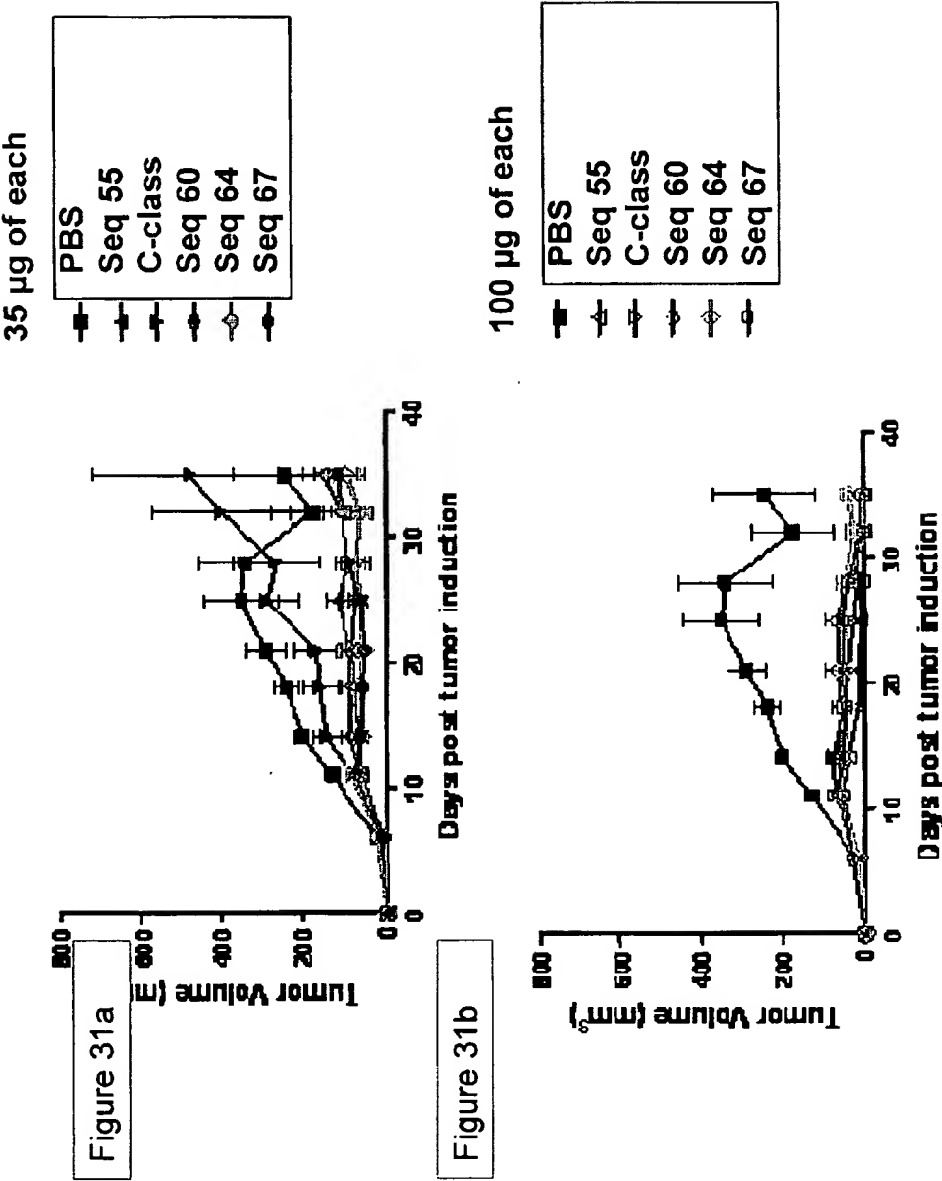 Figure 31a
Tumor Volume (m
800
600
400
200
0
0
10
20
30
40
Days post tumor induction
35 µg of each
PBS
Seq 55
C-class
Seq 60
Seq 64
Seq 67
Figure 31b
Tumor Volume (mm³)
800
600
400
200
0
0
10
20
30
40
Days post tumor induction
100 µg of each
PBS
Seq 55
C-class
Seq 60
Seq 64
Seq 67